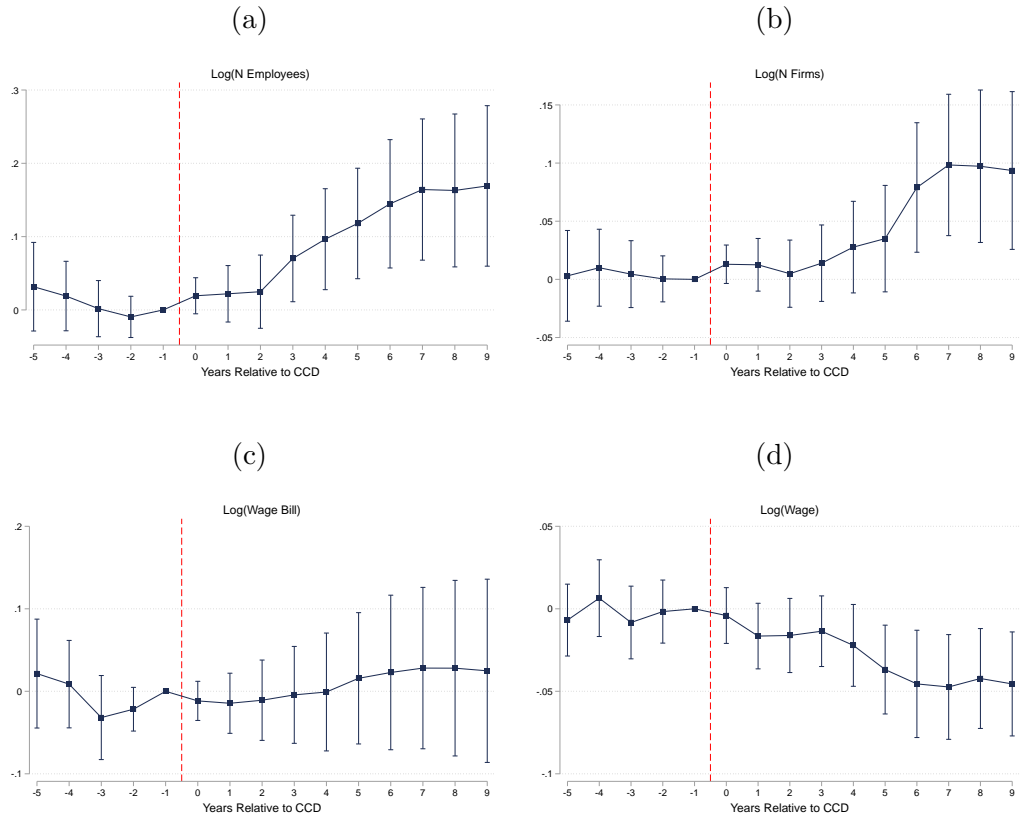 (a)
Log(N Employees)
.3
.2
.1
0
-5 -4 -3 -2 -1 0 1 2 3 4 5 6 7 8 9
Years Relative to CCD
(b)
Log(N Firms)
.15
.1
.05
0
-.05
-5 -4 -3 -2 -1 0 1 2 3 4 5 6 7 8 9
Years Relative to CCD
(c)
Log(Wage Bill)
.2
.1
0
-.1
-5 -4 -3 -2 -1 0 1 2 3 4 5 6 7 8 9
Years Relative to CCD
(d)
Log(Wage)
.05
0
-.05
-.1
-5 -4 -3 -2 -1 0 1 2 3 4 5 6 7 8 9
Years Relative to CCD